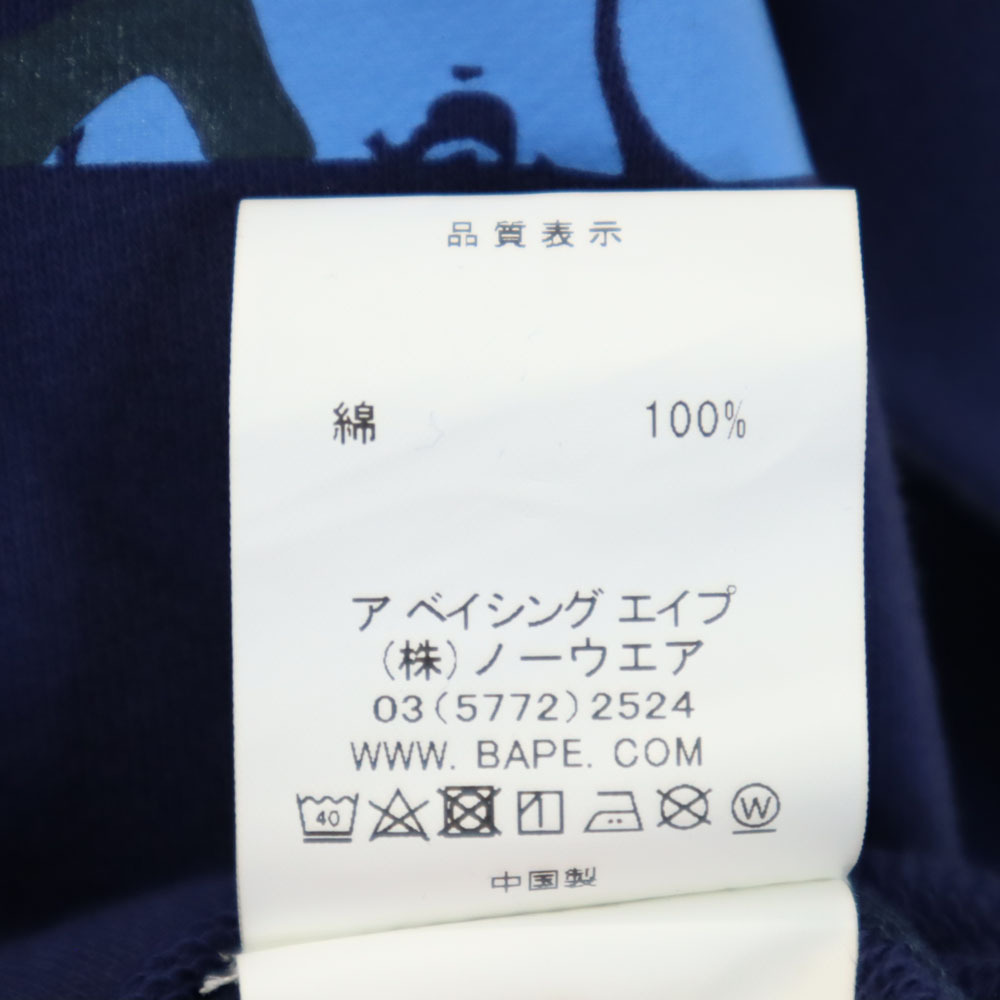 品質表示
綿 100%
ア ベイシング エイプ
(株)ノーウエア
03(5772)2524
WWW. BAPE. COM
40 W
中国製